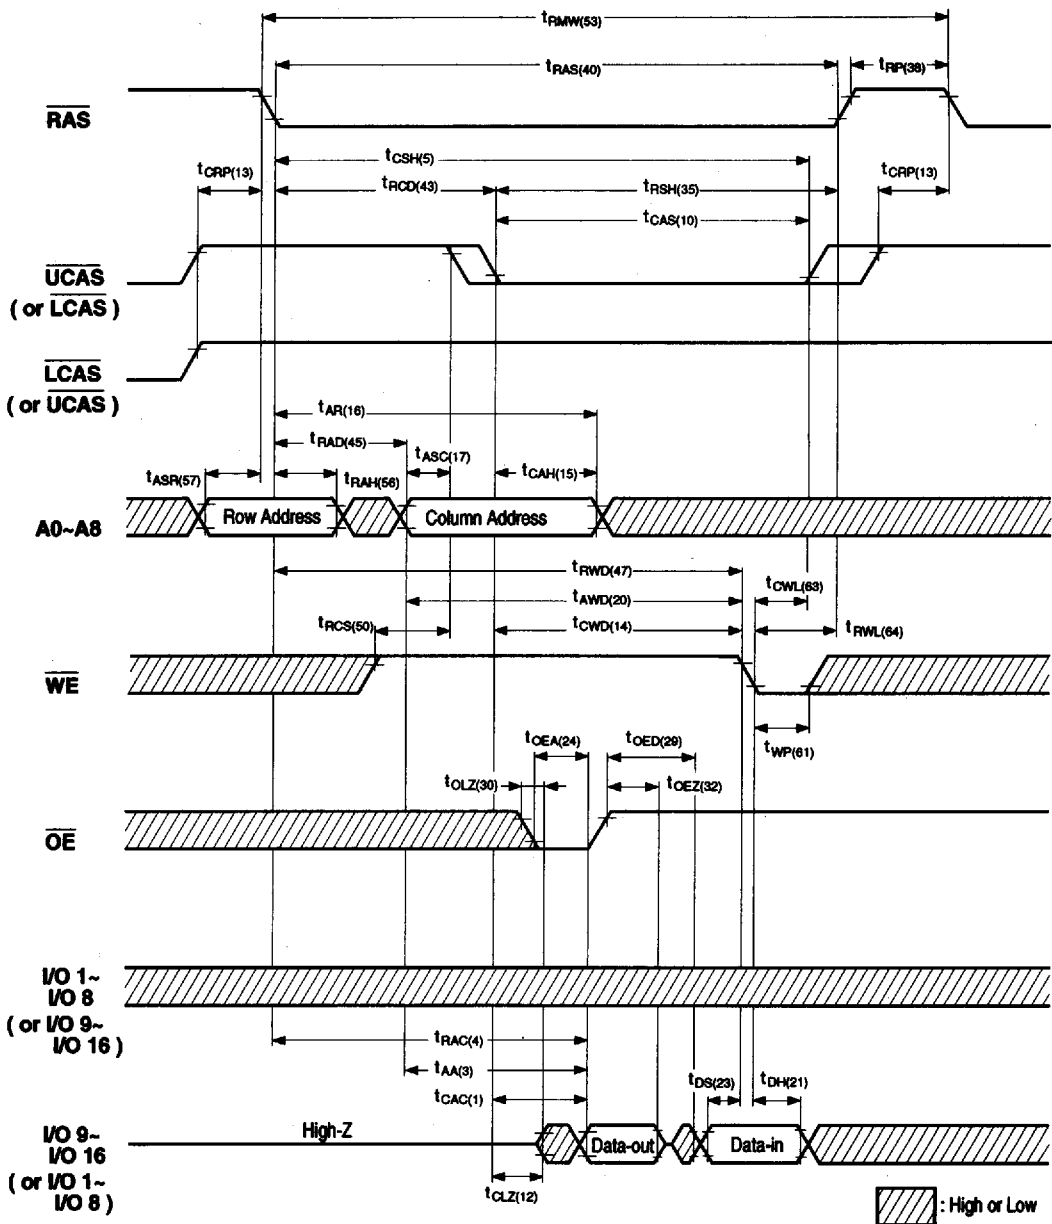 tRMW(53)
tRAS(40)
tRP(38)
RAS
tCSH(5)
tCRP(13)
tRCD(43)
tRSH(35)
tCRP(13)
tCAS(10)
UCAS
( or LCAS )
LCAS
( or UCAS )
tAR(16)
tRAD(45)
tASC(17)
tASR(57)
tRAH(56)
tCAH(15)
A0~A8
Row Address
Column Address
tRWD(47)
tCWL(63)
tAWD(20)
tRCS(50)
tCWD(14)
tRWL(64)
WE
tOEA(24)
tOED(29)
tWP(61)
tOLZ(30)
tOEZ(32)
OE
I/O 1~
I/O 8
( or I/O 9~
I/O 16 )
tRAC(4)
tAA(3)
tCAC(1)
tDS(23)
tDH(21)
I/O 9~
I/O 16
( or I/O 1~
I/O 8 )
High-Z
Data-out
Data-in
tCLZ(12)
: High or Low